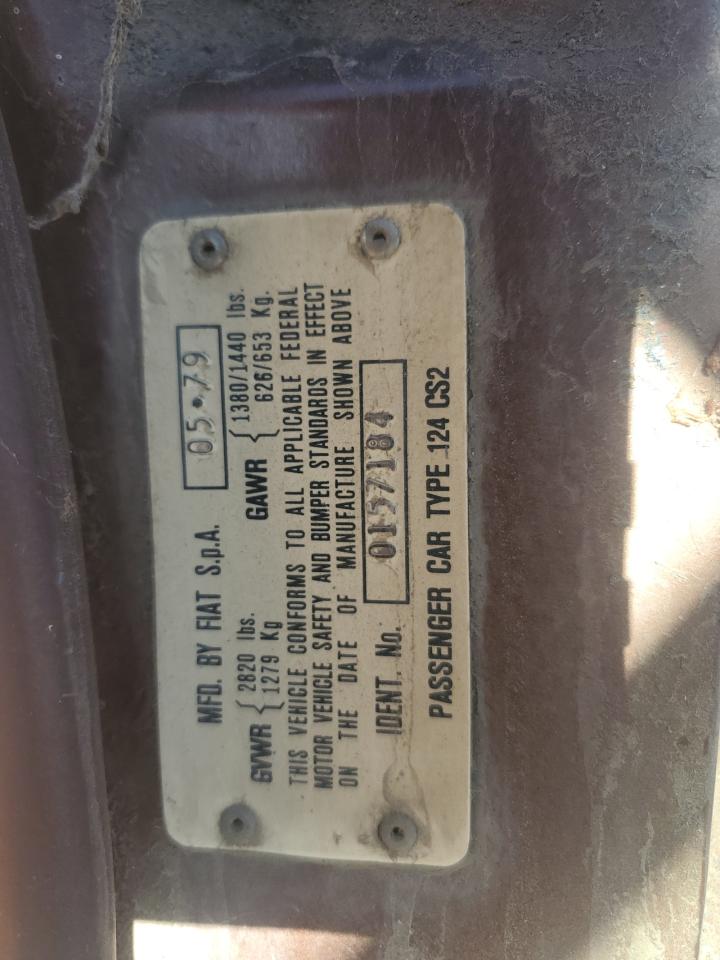 MFD. BY FIAT S.p.A. 05•79
GVWR { 2820 lbs. 1279 Kg GAWR { 1380/1440 lbs. 626/653 Kg.
THIS VEHICLE CONFORMS TO ALL APPLICABLE FEDERAL
MOTOR VEHICLE SAFETY AND BUMPER STANDARDS IN EFFECT
ON THE DATE OF MANUFACTURE SHOWN ABOVE
IDENT. No. 0157184
PASSENGER CAR TYPE 124 CS2